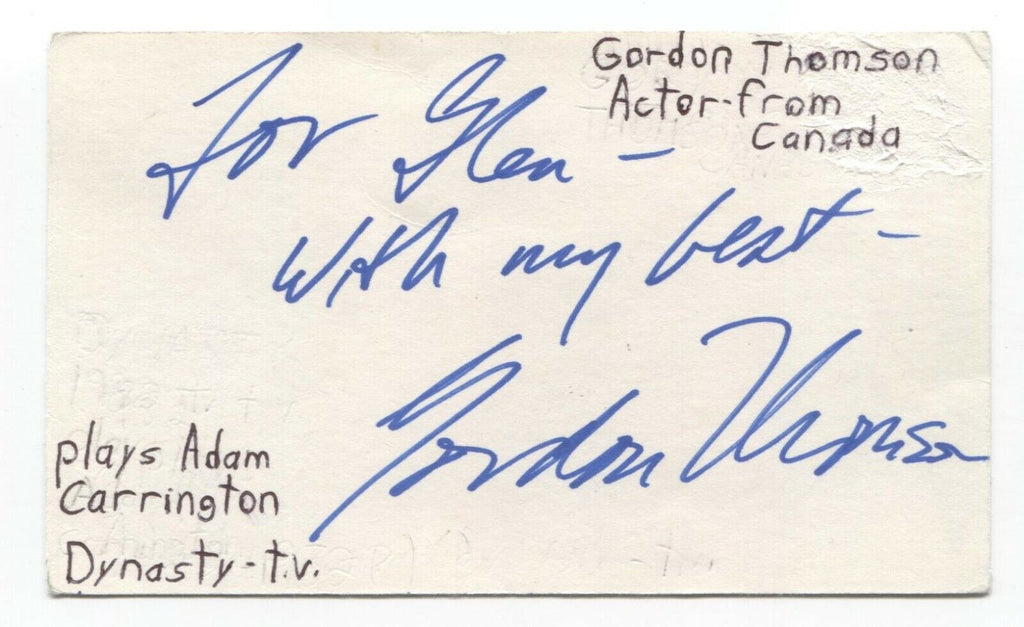 Gordon Thomson
Actor-from
Canada
For Glen -
With my best -
Gordon Thomson
plays Adam
Carrington
Dynasty-t.v.